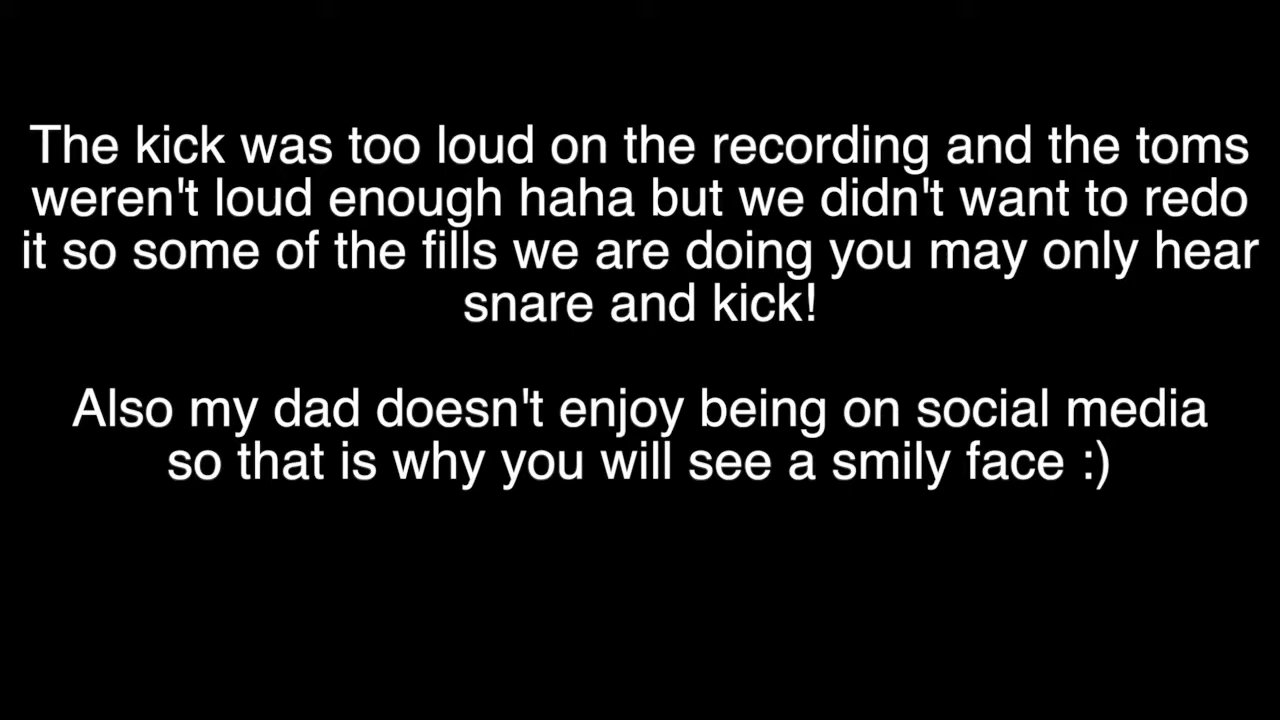 The kick was too loud on the recording and the toms
weren't loud enough haha but we didn't want to redo
it so some of the fills we are doing you may only hear
snare and kick!
Also my dad doesn't enjoy being on social media
so that is why you will see a smily face :)